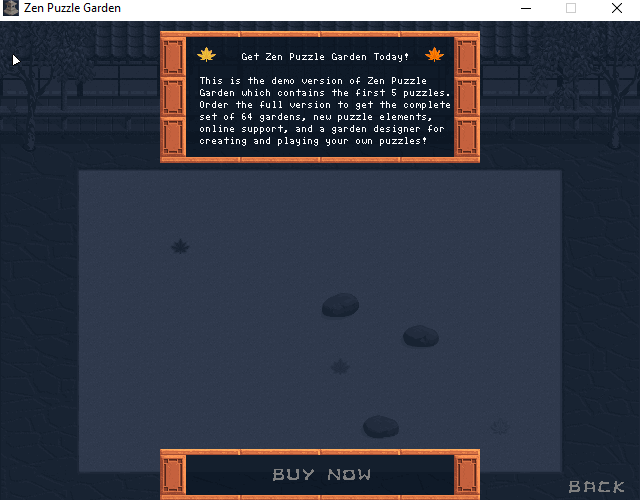 Zen Puzzle Garden
Get Zen Puzzle Garden Today!
This is the demo version of Zen Puzzle
Garden which contains the first 5 puzzles.
Order the full version to get the complete
set of 64 gardens, new puzzle elements,
online support, and a garden designer for
creating and playing your own puzzles!
BUY NOW
BACK